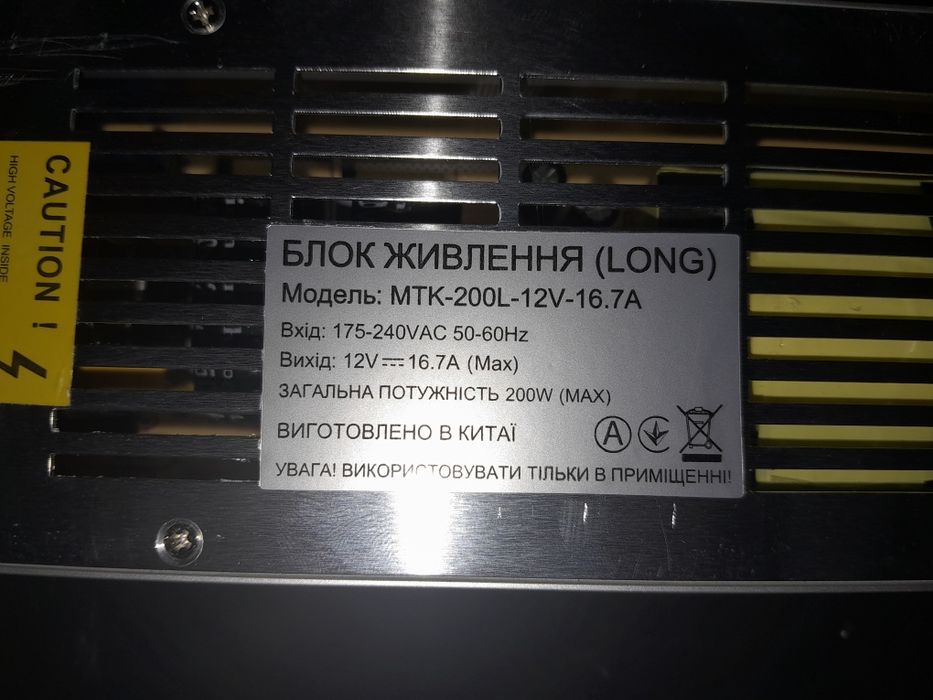 CAUTION !
HIGH VOLTAGE INSIDE
БЛОК ЖИВЛЕННЯ (LONG)
Модель: MTK-200L-12V-16.7A
Вхід: 175-240VAC 50-60Hz
Вихід: 12V⎓16.7A (Max)
ЗАГАЛЬНА ПОТУЖНІСТЬ 200W (MAX)
ВИГОТОВЛЕНО В КИТАЇ
A
УВАГА! ВИКОРИСТОВУВАТИ ТІЛЬКИ В ПРИМІЩЕННІ!